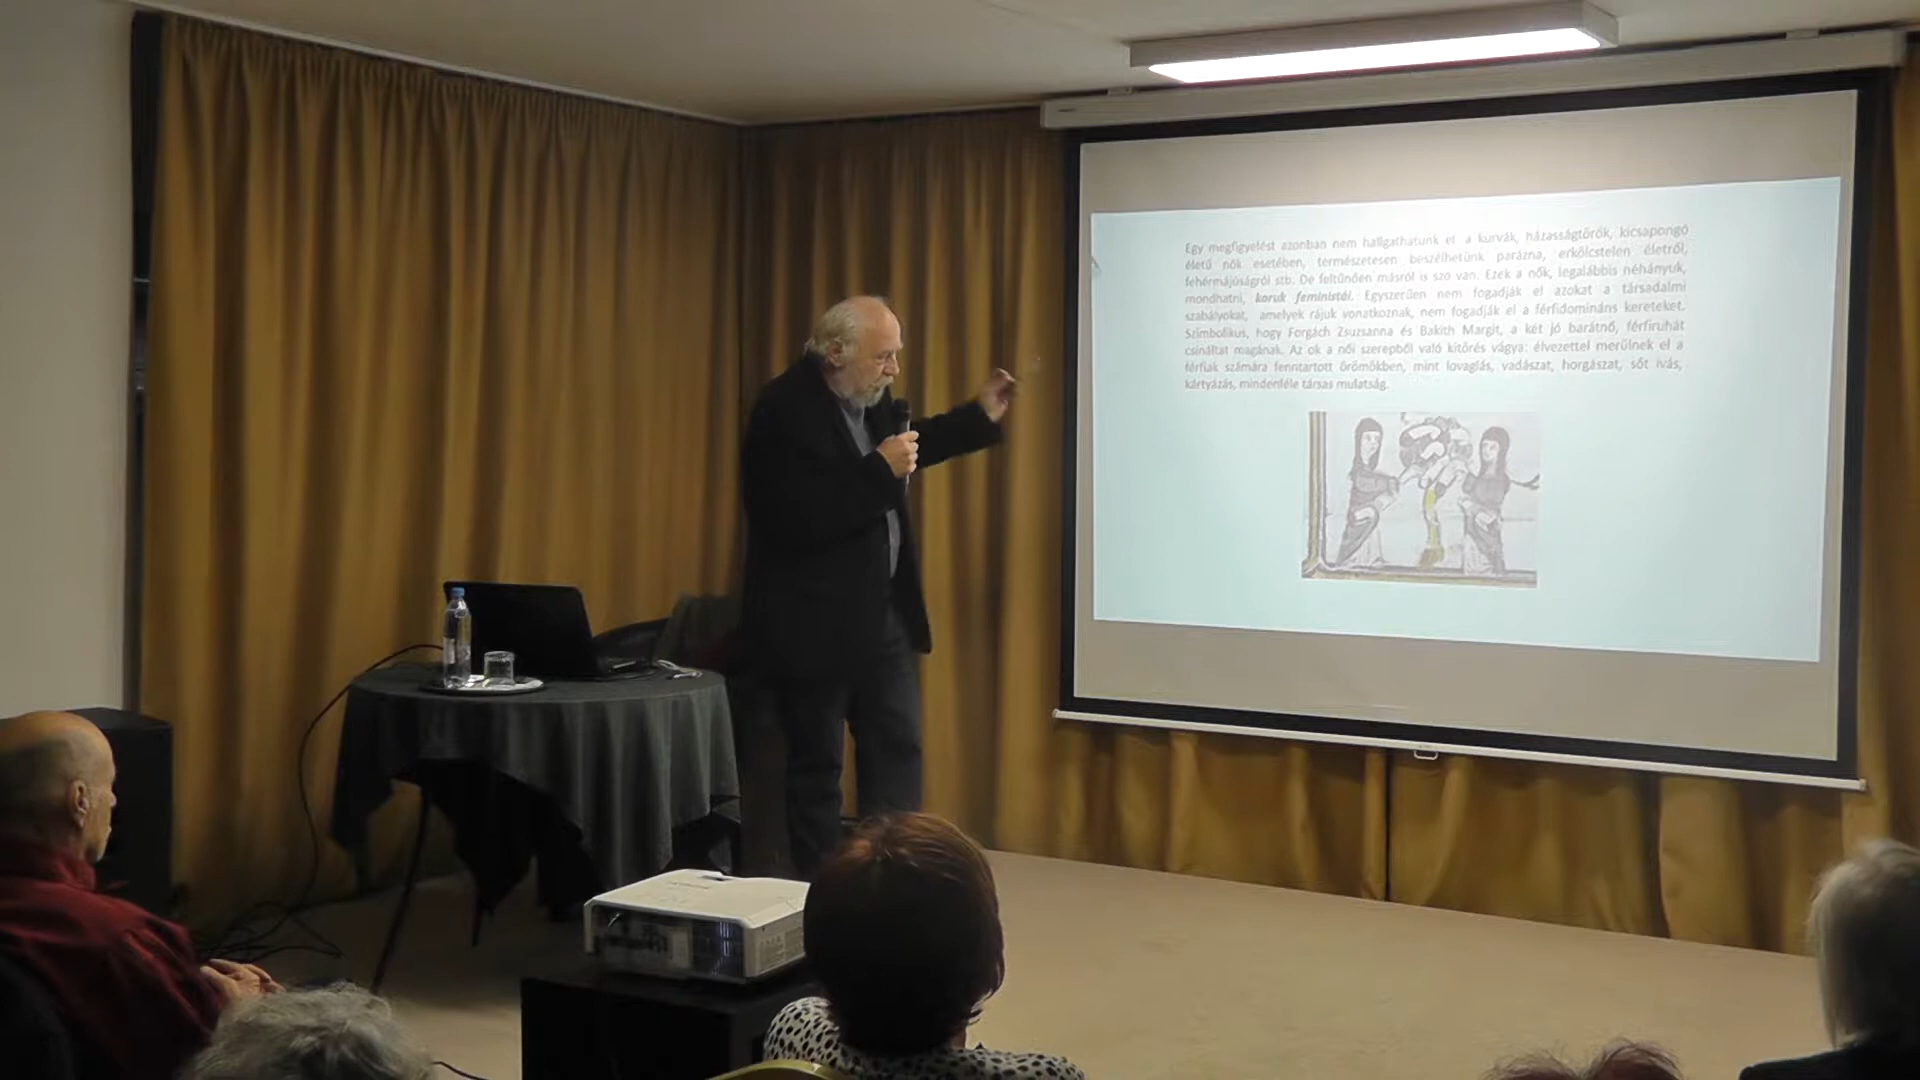 Egy megfigyelést azonban nem hallgathatunk el a kurvák, házasságtörök, kicsapongó
életű nők esetében, természetesen beszélhetünk parázna, erkölcstelen életről,
fehérmájúságról stb. De feltűnően másról is szó van. Ezek a nők, legalábbis néhányuk,
mondhatni, koruk feministái. Egyszerűen nem fogadják el azokat a társadalmi
szabályokat, amelyek rájuk vonatkoznak, nem fogadják el a férfidomináns kereteket.
Szimbolikus, hogy Forgách Zsuzsanna és Bakith Margit, a két jó barátnő, férfiruhát
csináltat magának. Az ok a női szerepből való kitörés vágya: élvezettel merülnek el a
férfiak számára fenntartott örömökben, mint lovaglás, vadászat, horgászat, sőt ivás,
kártyázás, mindenféle társas mulatság.